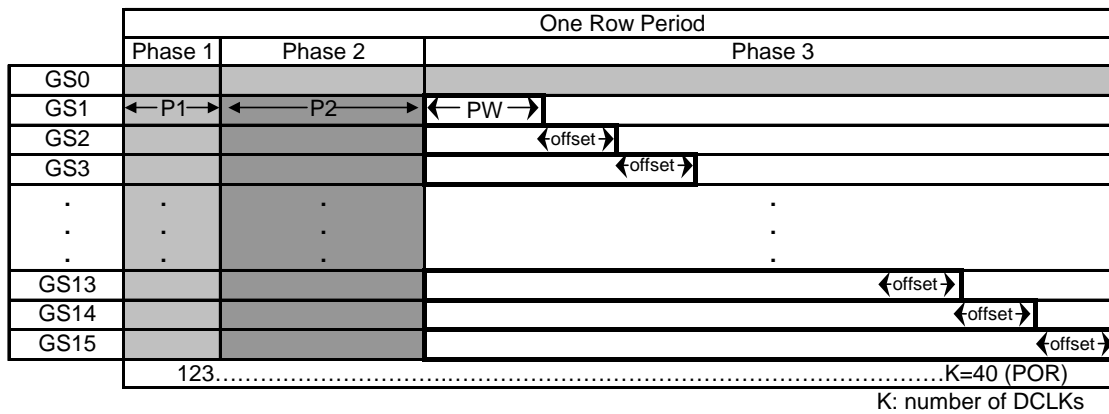 One Row Period
Phase 1 Phase 2 Phase 3
GS0
GS1 P1 P2 PW
GS2 offset
GS3 offset
. . .
. . .
. . .
GS13 offset
GS14 offset
GS15 offset
123……………………………………………………………………………K=40 (POR)
K: number of DCLKs